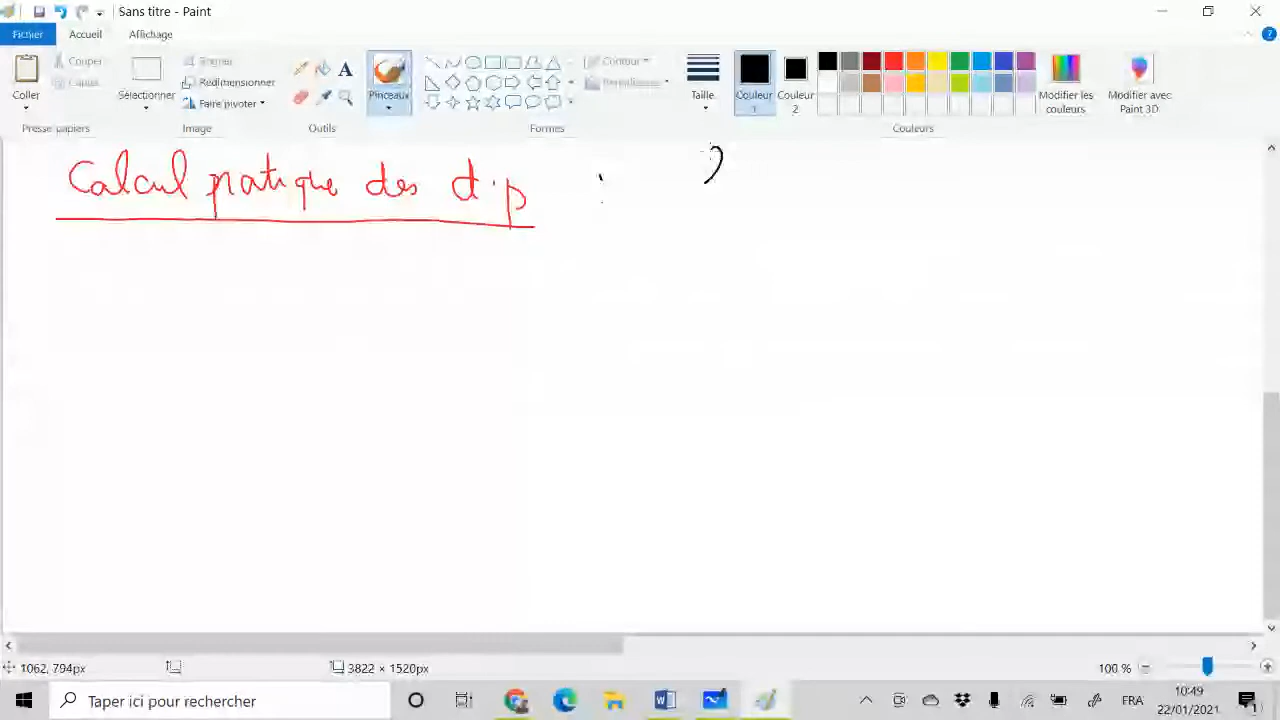 Sans titre - Paint
Fichier Accueil Affichage
Couper
Rogner
Copier
Redimensionner
Faire pivoter
Coller Sélectionner Pinceaux Contour Remplissage Taille Couleur 1 Couleur 2 Modifier les couleurs Modifier avec Paint 3D
Presse papiers Image Outils Formes Couleurs
Calcul pratique des d.p :
1062, 794px 3822 × 1520px 100 %
Taper ici pour rechercher FRA 10:49
22/01/2021